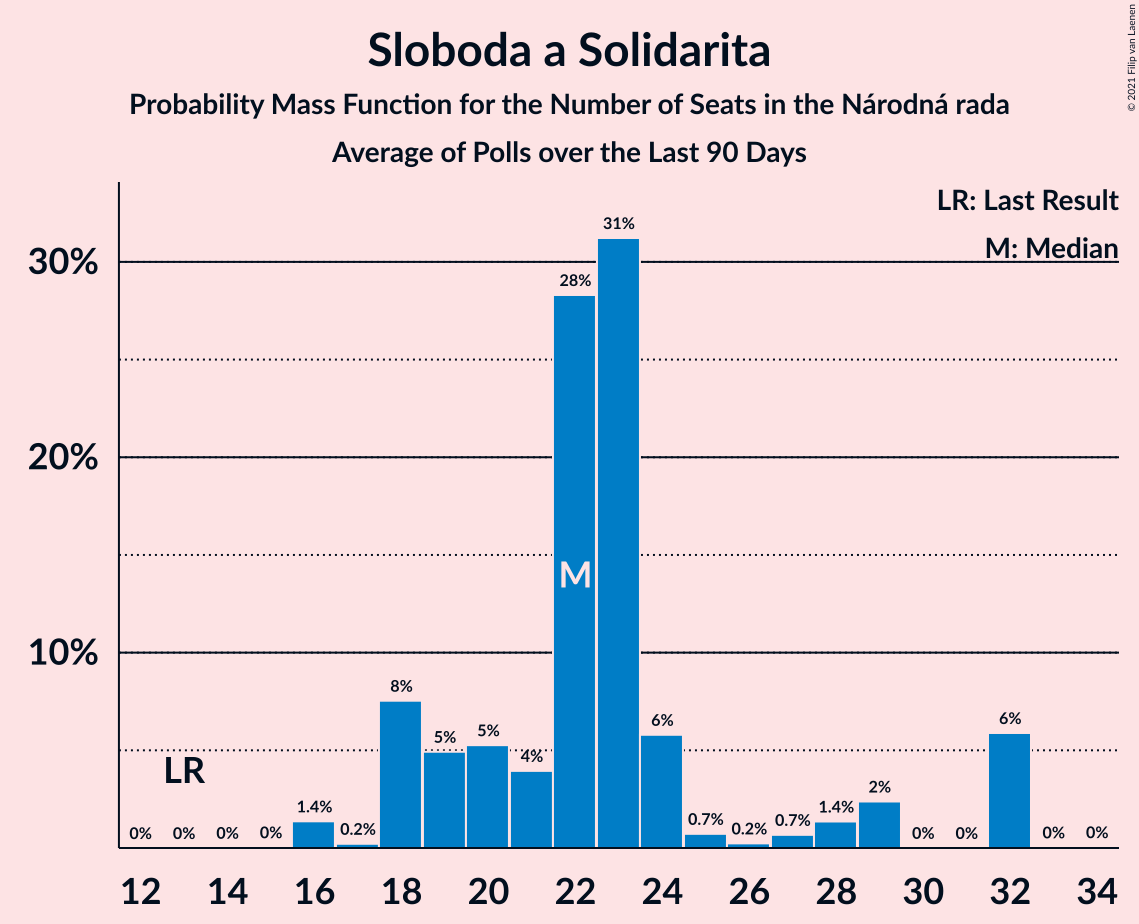 Sloboda a Solidarita
Probability Mass Function for the Number of Seats in the Národná rada
Average of Polls over the Last 90 Days
© 2021 Filip van Laenen
LR: Last Result
M: Median
30%
20%
10%
0% 0% 0% 0% 1.4% 0.2% 8% 5% 5% 4% 28% 31% 6% 0.7% 0.2% 0.7% 1.4% 2% 0% 0% 6% 0% 0%
LR
M
12 14 16 18 20 22 24 26 28 30 32 34